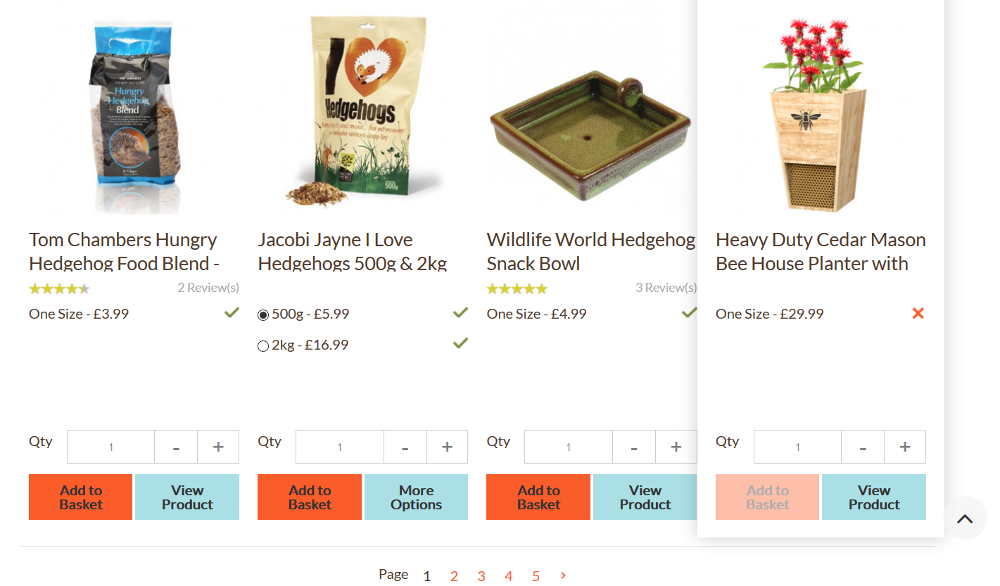 TOM CHAMBERS
Hungry
Hedgehog
Blend
I
Hedgehogs
500g
Tom Chambers Hungry
Hedgehog Food Blend -
2 Review(s)
One Size - £3.99
Jacobi Jayne I Love
Hedgehogs 500g & 2kg
500g - £5.99
2kg - £16.99
Wildlife World Hedgehog
Snack Bowl
3 Review(s)
One Size - £4.99
Heavy Duty Cedar Mason
Bee House Planter with
One Size - £29.99
Qty 1 - +
Qty 1 - +
Qty 1 - +
Qty 1 - +
Add to
Basket
View
Product
Add to
Basket
More
Options
Add to
Basket
View
Product
Add to
Basket
View
Product
Page 1 2 3 4 5 >